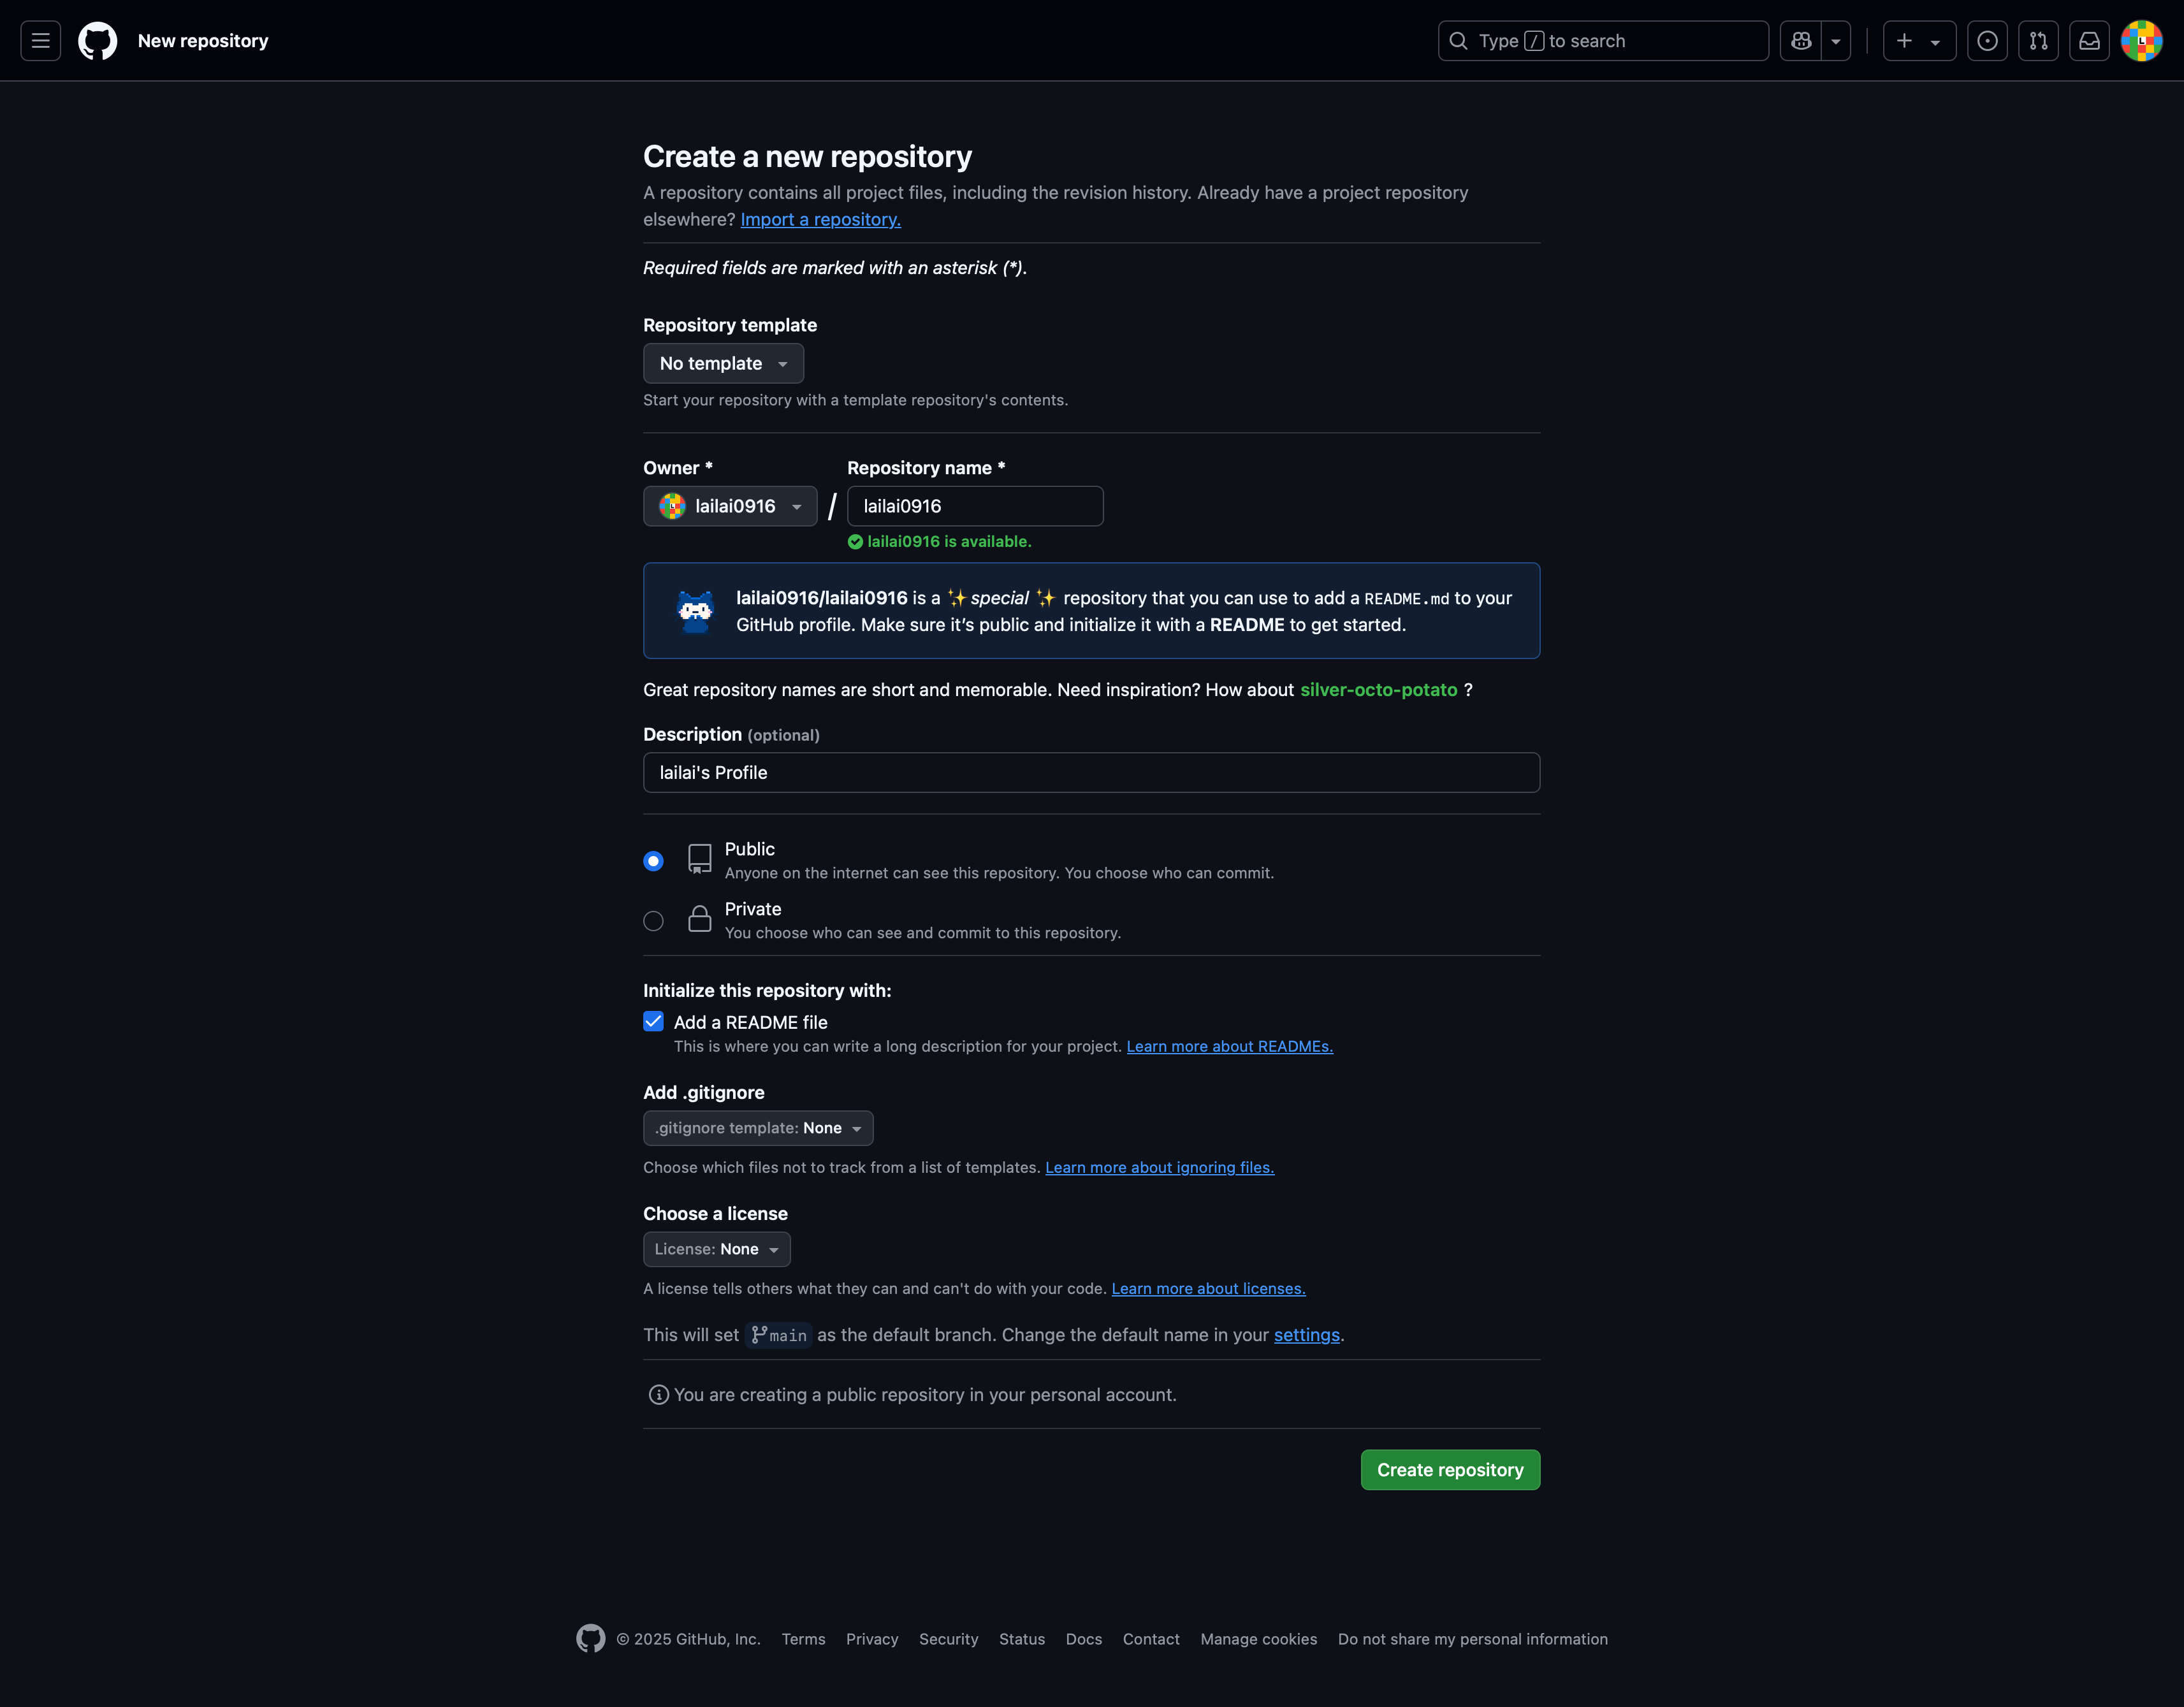 New repository
Type / to search
Create a new repository
A repository contains all project files, including the revision history. Already have a project repository
elsewhere? Import a repository.
Required fields are marked with an asterisk (*).
Repository template
No template
Start your repository with a template repository's contents.
Owner * Repository name *
L lailai0916 / lailai0916
lailai0916 is available.
lailai0916/lailai0916 is a ✨ special ✨ repository that you can use to add a README.md to your
GitHub profile. Make sure it’s public and initialize it with a README to get started.
Great repository names are short and memorable. Need inspiration? How about silver-octo-potato ?
Description (optional)
lailai's Profile
Public
Anyone on the internet can see this repository. You choose who can commit.
Private
You choose who can see and commit to this repository.
Initialize this repository with:
Add a README file
This is where you can write a long description for your project. Learn more about READMEs.
Add .gitignore
.gitignore template: None
Choose which files not to track from a list of templates. Learn more about ignoring files.
Choose a license
License: None
A license tells others what they can and can't do with your code. Learn more about licenses.
This will set main as the default branch. Change the default name in your settings.
You are creating a public repository in your personal account.
Create repository
© 2025 GitHub, Inc. Terms Privacy Security Status Docs Contact Manage cookies Do not share my personal information